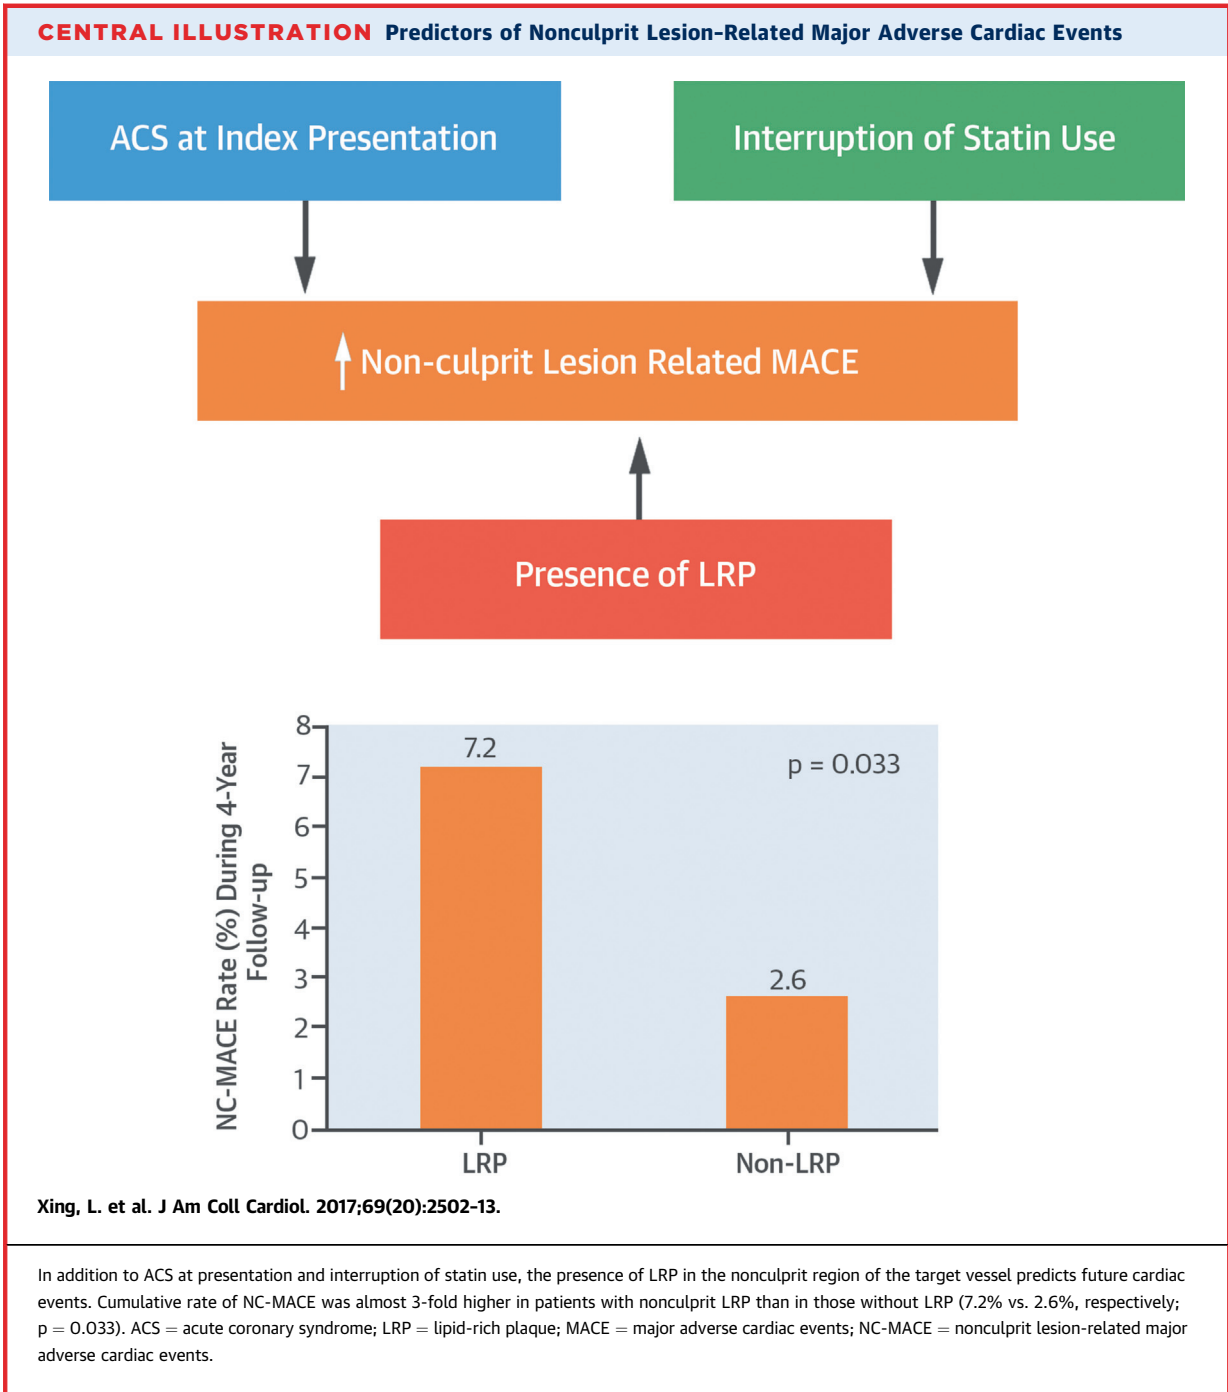 CENTRAL ILLUSTRATION Predictors of Nonculprit Lesion-Related Major Adverse Cardiac Events
ACS at Index Presentation
Interruption of Statin Use
Non-culprit Lesion Related MACE
Presence of LRP
NC-MACE Rate (%) During 4-Year
Follow-up
8
7
6
5
4
3
2
1
0
7.2
2.6
p = 0.033
LRP
Non-LRP
Xing, L. et al. J Am Coll Cardiol. 2017;69(20):2502-13.
In addition to ACS at presentation and interruption of statin use, the presence of LRP in the nonculprit region of the target vessel predicts future cardiac
events. Cumulative rate of NC-MACE was almost 3-fold higher in patients with nonculprit LRP than in those without LRP (7.2% vs. 2.6%, respectively;
p = 0.033). ACS = acute coronary syndrome; LRP = lipid-rich plaque; MACE = major adverse cardiac events; NC-MACE = nonculprit lesion-related major
adverse cardiac events.